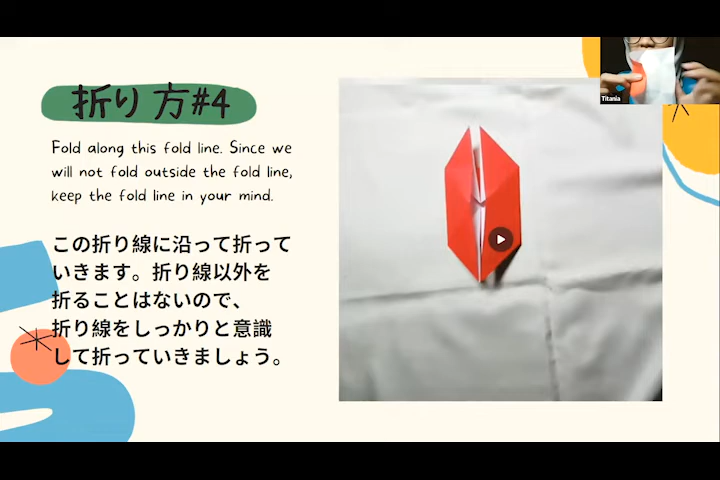 折り方#4
Fold along this fold line. Since we
will not fold outside the fold line,
keep the fold line in your mind.
この折り線に沿って折って
いきます。折り線以外を
折ることはないので、
折り線をしっかりと意識
して折っていきましょう。
Titania